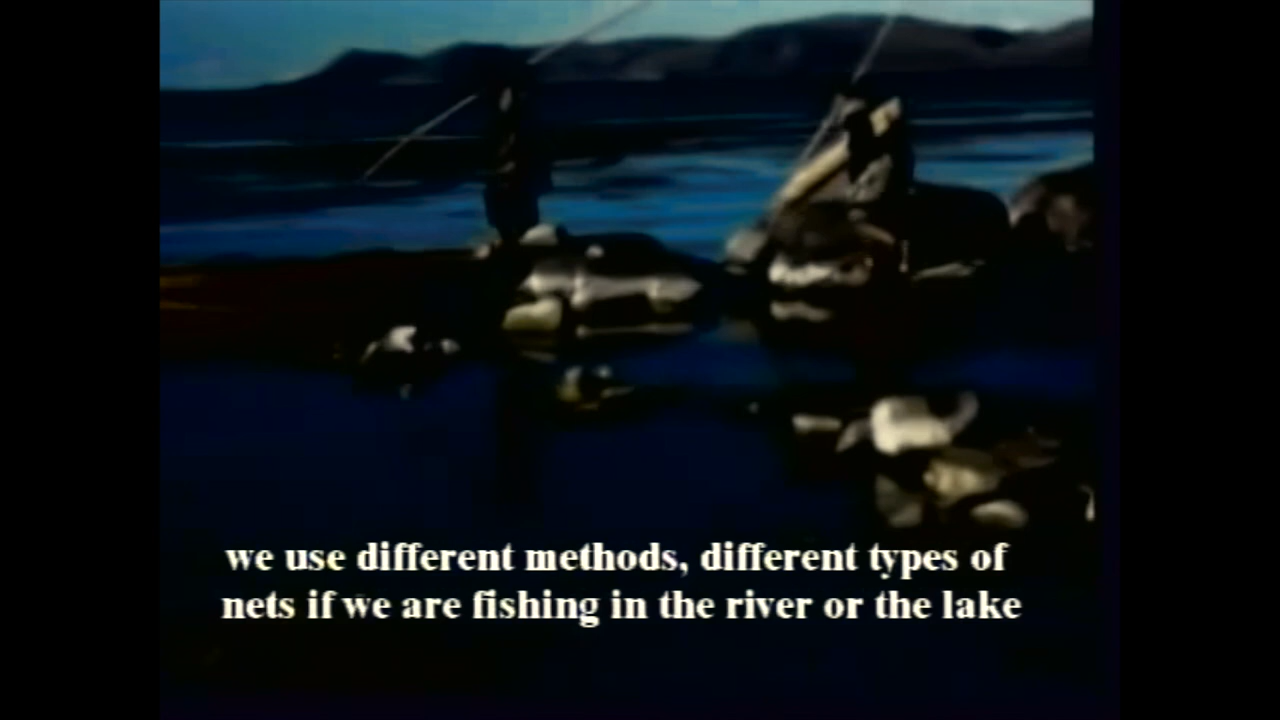 we use different methods, different types of
nets if we are fishing in the river or the lake